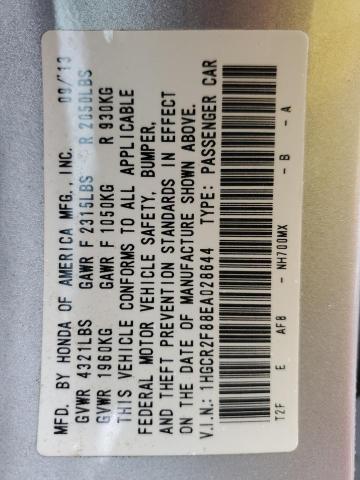 MFD. BY HONDA OF AMERICA MFG., INC. 09/13
GVWR 4321LBS GAWR F 2315LBS R 2050LBS
GVWR 1960KG GAWR F 1050KG R 930KG
THIS VEHICLE CONFORMS TO ALL APPLICABLE
FEDERAL MOTOR VEHICLE SAFETY, BUMPER,
AND THEFT PREVENTION STANDARDS IN EFFECT
ON THE DATE OF MANUFACTURE SHOWN ABOVE.
V.I.N.: 1HGCR2F88EA028644 TYPE: PASSENGER CAR
T2F E AF8 - NH700MX - B - A